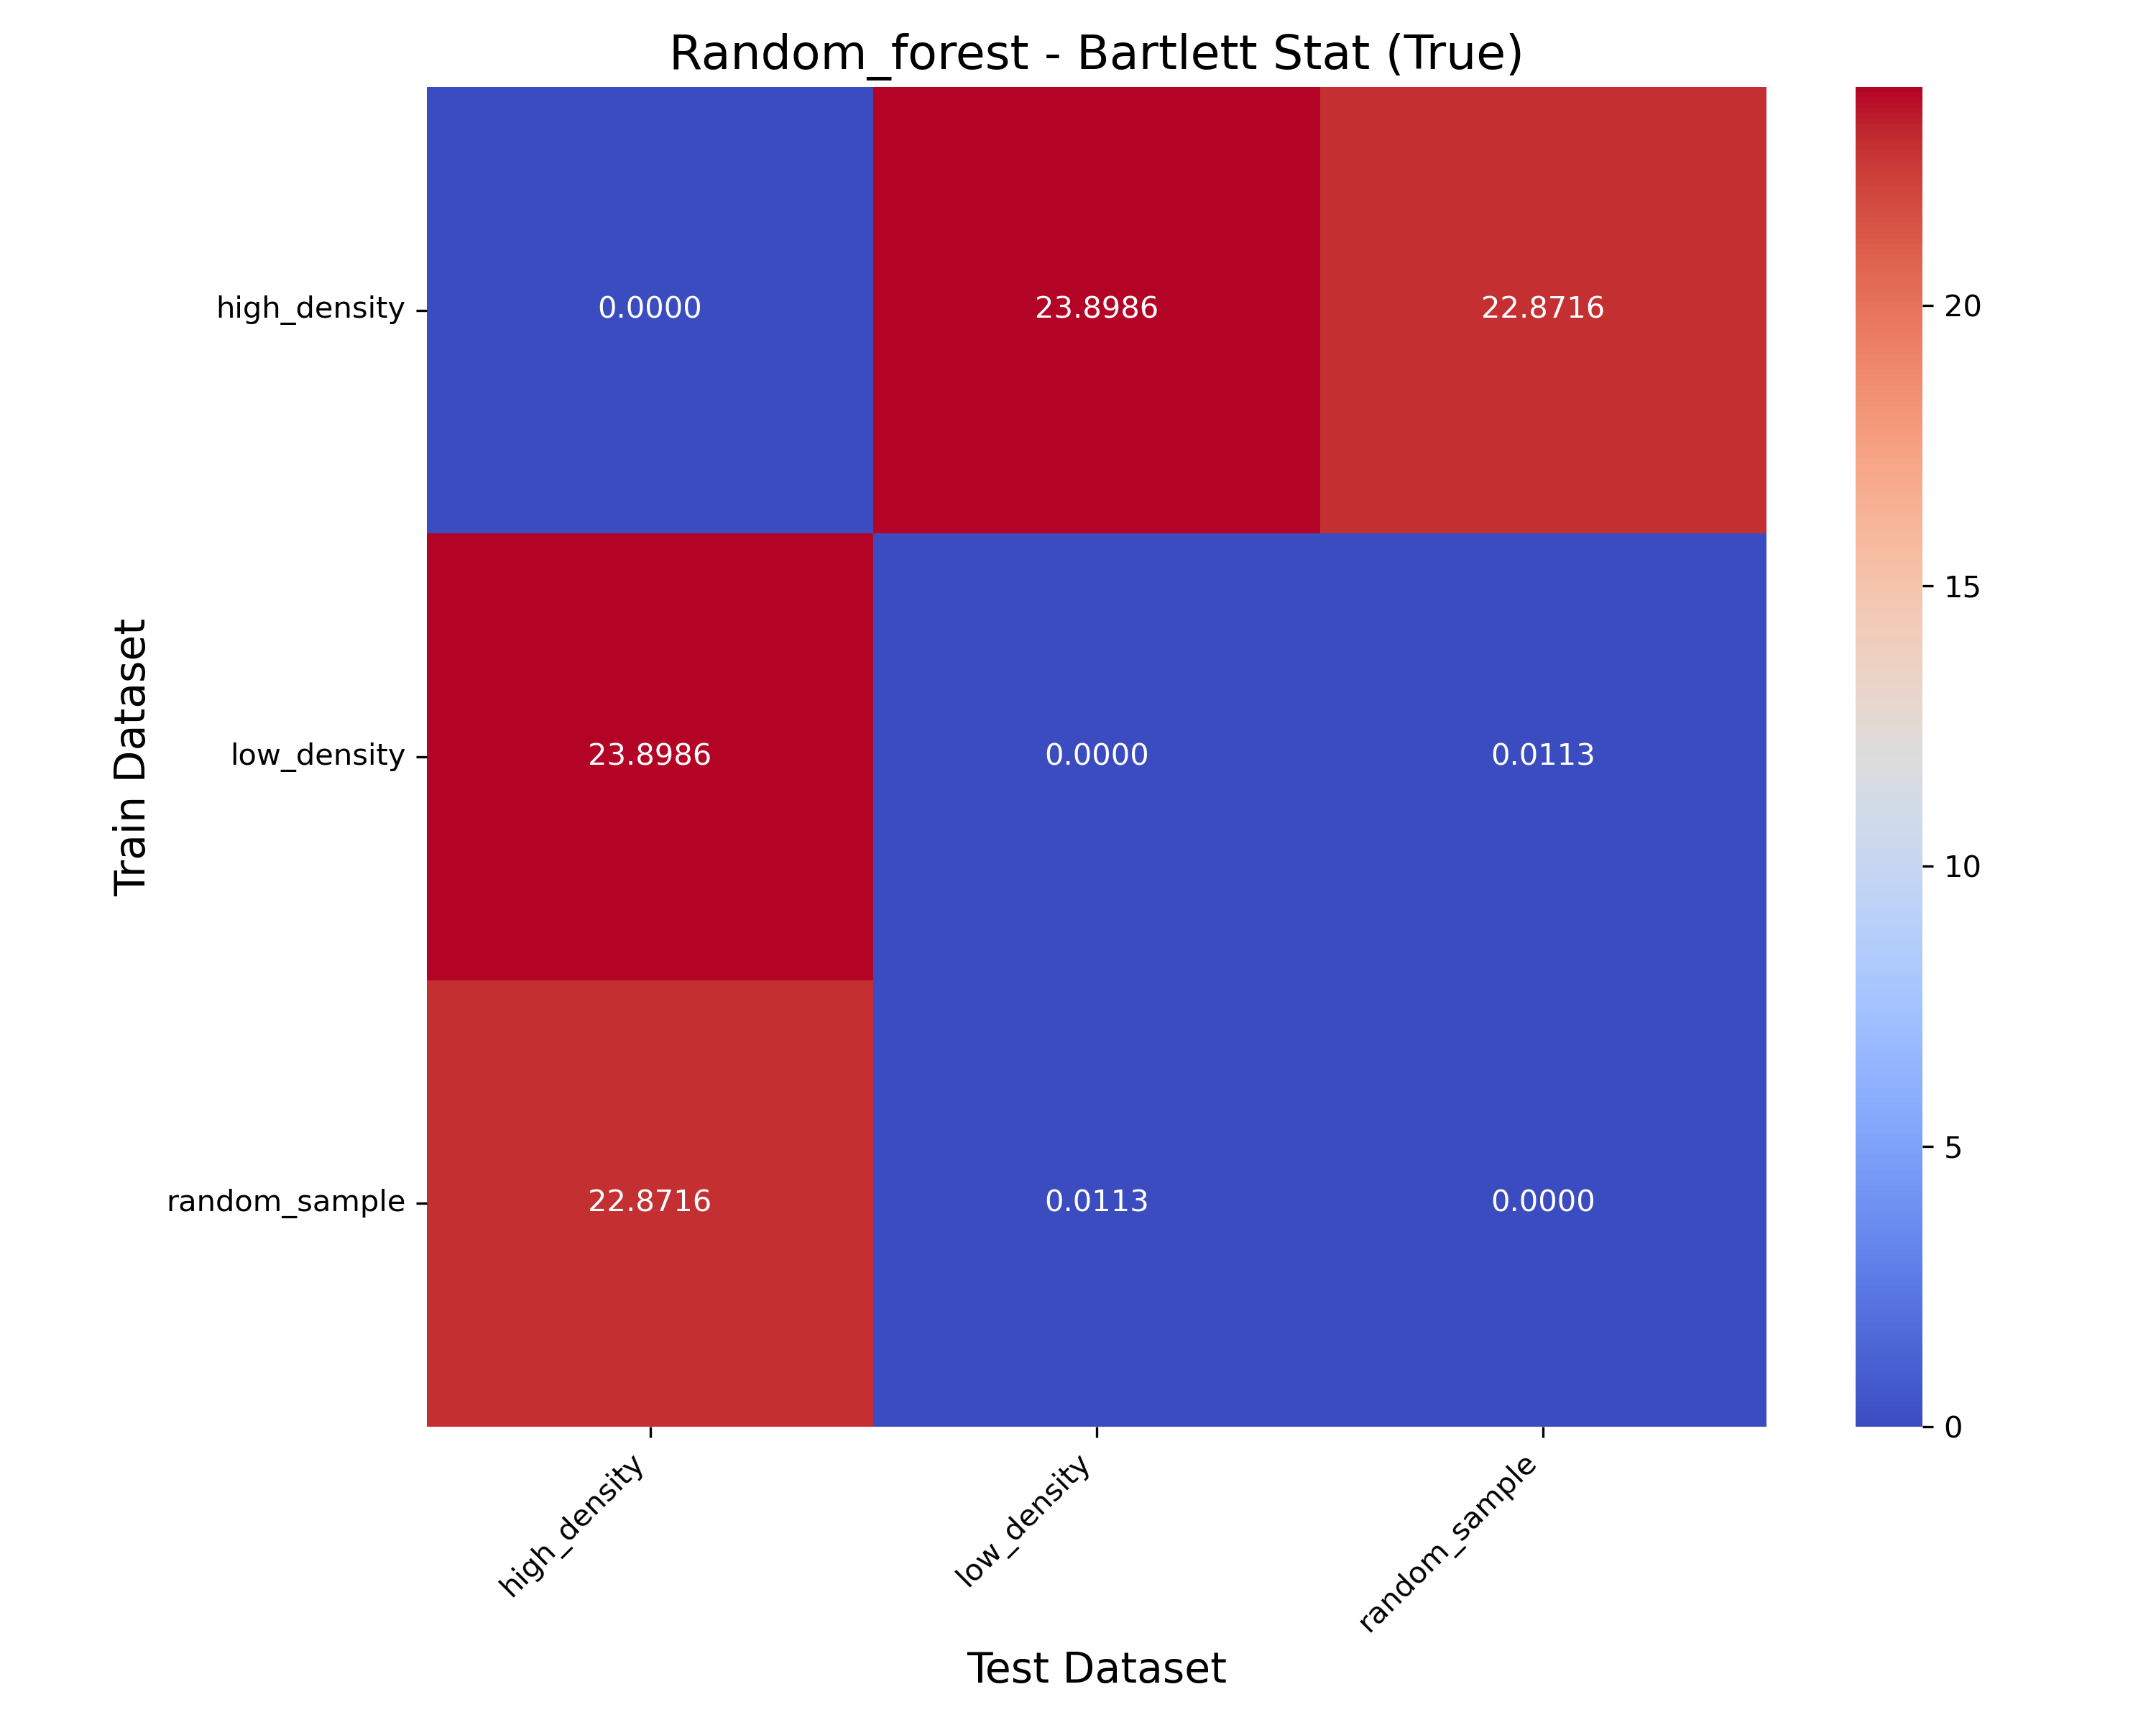 Random_forest - Bartlett Stat (True)
Train Dataset
high_density
0.0000 23.8986 22.8716
low_density
23.8986 0.0000 0.0113
random_sample
22.8716 0.0113 0.0000
high_density
low_density
random_sample
Test Dataset
20
15
10
5
0